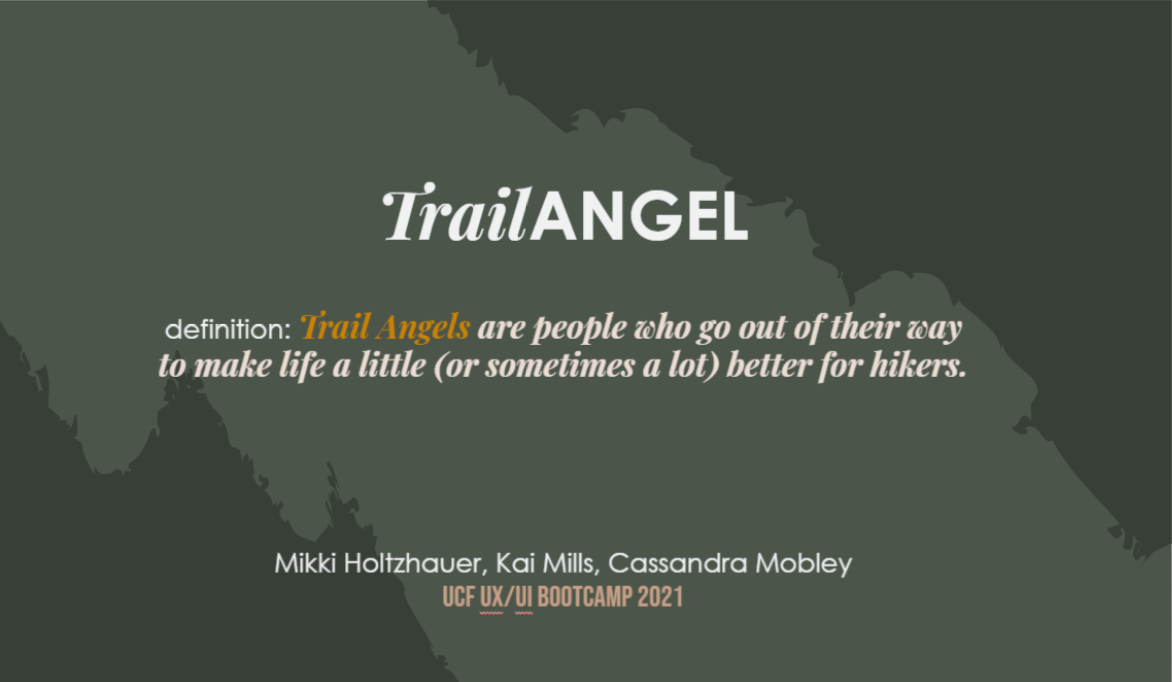 TrailANGEL
definition: Trail Angels are people who go out of their way
to make life a little (or sometimes a lot) better for hikers.
Mikki Holtzhauer, Kai Mills, Cassandra Mobley
UCF UX/UI BOOTCAMP 2021